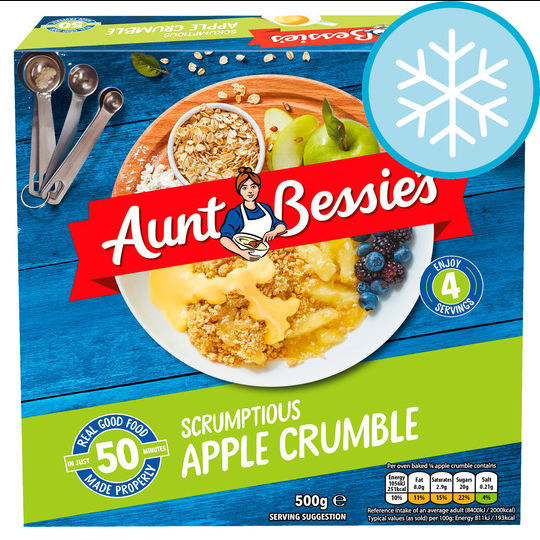 50
SCRUMPTIOUS
APPLE CRUMBLE
Bessie's
Aunt Bessie's
ENJOY
4
SERVINGS
REAL GOOD FOOD
IN JUST 50 MINUTES
MADE PROPERLY
SCRUMPTIOUS
APPLE CRUMBLE
500g ℮
SERVING SUGGESTION
Per oven baked ¼ apple crumble contains
Energy Fat Saturates Sugars Salt
1056kJ 8.0g 2.9g 20g 0.21g
251kcal
10% 11% 15% 22% 4%
Reference intake of an average adult (8400kJ / 2000kcal)
Typical values (as sold) per 100g: Energy 811kJ / 193kcal